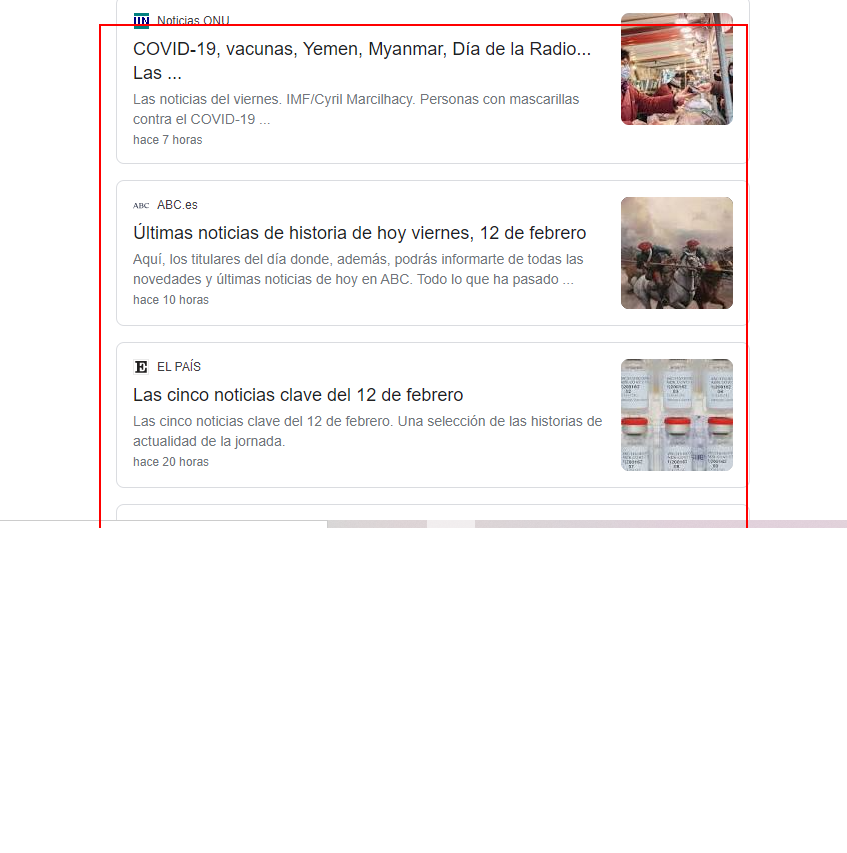 Noticias ONU
COVID-19, vacunas, Yemen, Myanmar, Día de la Radio...
Las ...
Las noticias del viernes. IMF/Cyril Marcilhacy. Personas con mascarillas
contra el COVID-19 ...
hace 7 horas
ABC ABC.es
Últimas noticias de historia de hoy viernes, 12 de febrero
Aquí, los titulares del día donde, además, podrás informarte de todas las
novedades y últimas noticias de hoy en ABC. Todo lo que ha pasado ...
hace 10 horas
E EL PAÍS
Las cinco noticias clave del 12 de febrero
Las cinco noticias clave del 12 de febrero. Una selección de las historias de
actualidad de la jornada.
hace 20 horas